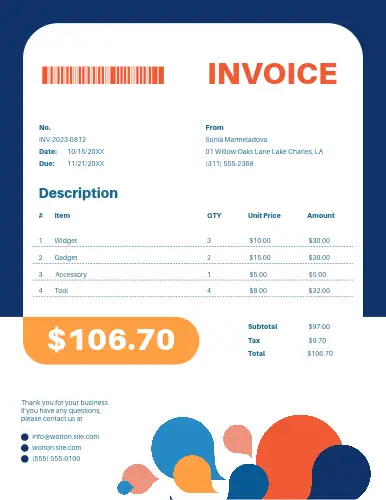 INVOICE
No.
INV-2023-0812
Date: 10/15/20XX
Due: 11/21/20XX
From
Sonia Marmeladova
01 Willow Oaks Lane Lake Charles, LA
(311) 555-2368
Description
# Item QTY Unit Price Amount
1 Widget 3 $10.00 $30.00
2 Gadget 2 $15.00 $30.00
3 Accessory 1 $5.00 $5.00
4 Tool 4 $8.00 $32.00
$106.70
Subtotal $97.00
Tax $9.70
Total $106.70
Thank you for your business.
If you have any questions,
please contact us at
info@wolton.site.com
wolton.site.com
(555) 555-0100